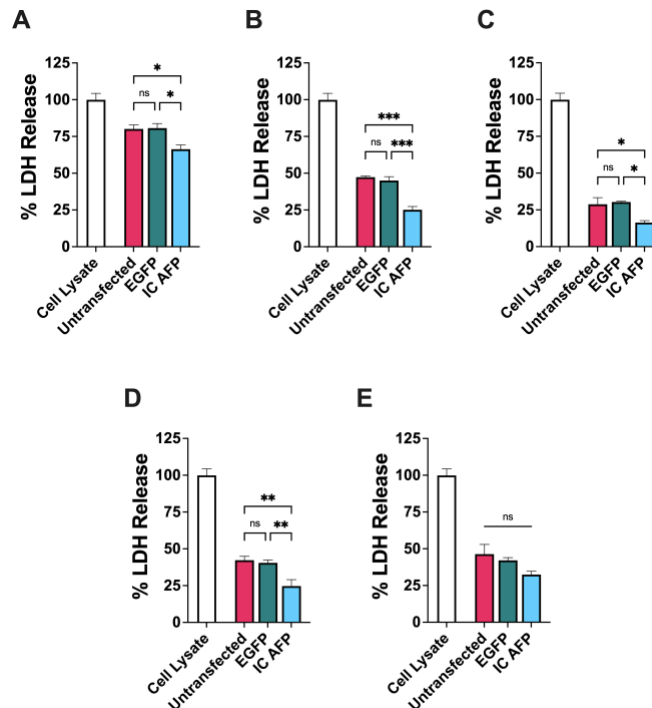 A
% LDH Release
125
100
75
50
25
0
*
ns
*
Cell Lysate
Untransfected
EGFP
IC AFP
B
% LDH Release
125
100
75
50
25
0
***
ns
***
Cell Lysate
Untransfected
EGFP
IC AFP
C
% LDH Release
125
100
75
50
25
0
*
ns
*
Cell Lysate
Untransfected
EGFP
IC AFP
D
% LDH Release
125
100
75
50
25
0
**
ns
**
Cell Lysate
Untransfected
EGFP
IC AFP
E
% LDH Release
125
100
75
50
25
0
ns
Cell Lysate
Untransfected
EGFP
IC AFP